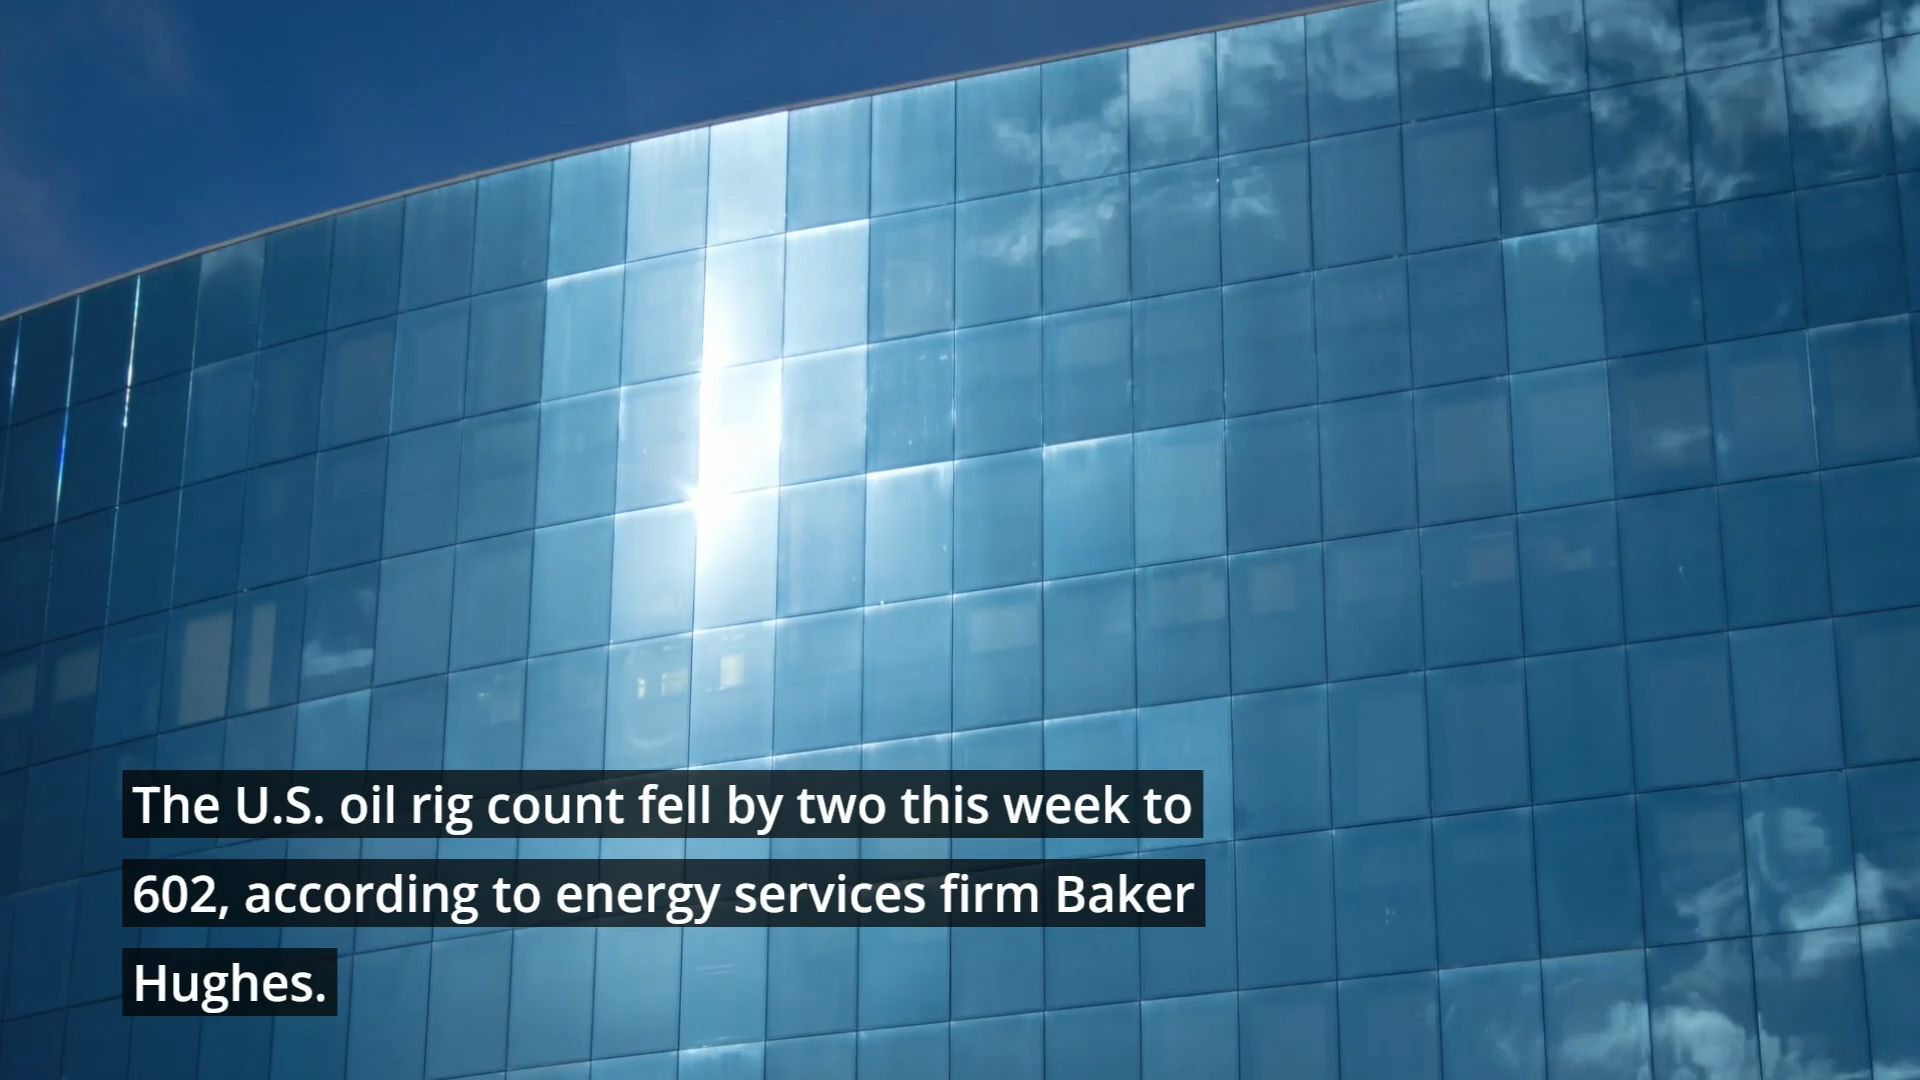 The U.S. oil rig count fell by two this week to
602, according to energy services firm Baker
Hughes.